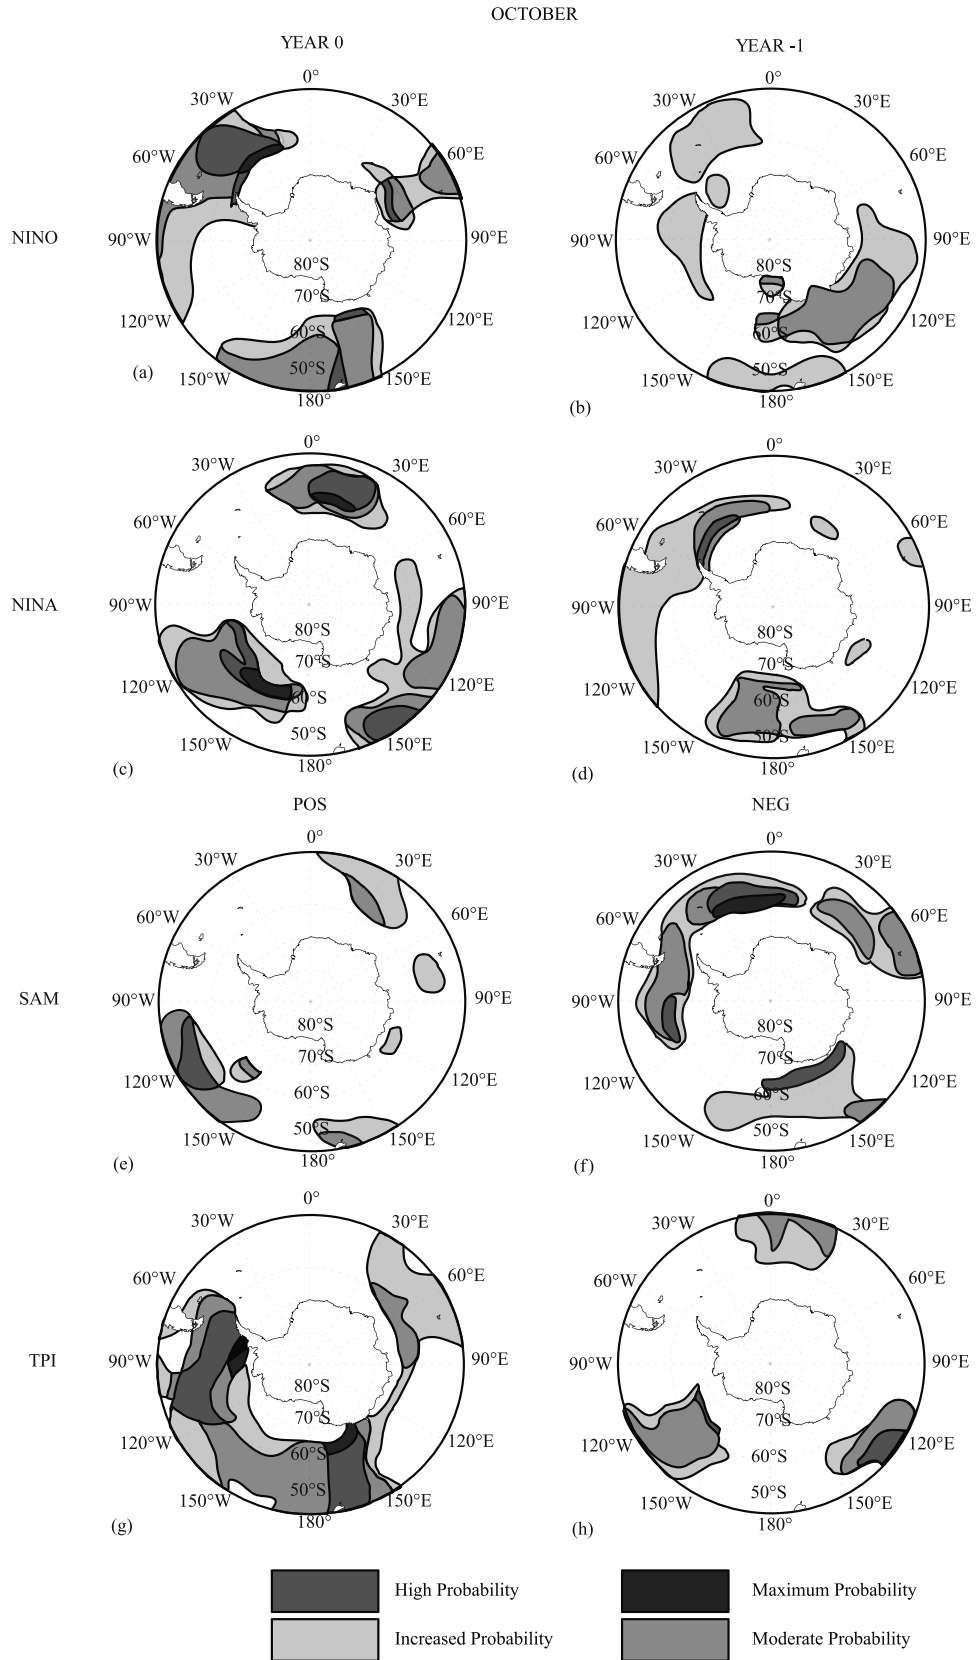 OCTOBER
YEAR 0 YEAR -1
NINO
0° 30°E 60°E 90°E 120°E 150°E 180° 150°W 120°W 90°W 60°W 30°W
80°S 70°S 60°S 50°S
(a)
0° 30°E 60°E 90°E 120°E 150°E 180° 150°W 120°W 90°W 60°W 30°W
80°S 70°S 60°S 50°S
(b)
NINA
0° 30°E 60°E 90°E 120°E 150°E 180° 150°W 120°W 90°W 60°W 30°W
80°S 70°S 60°S 50°S
(c)
0° 30°E 60°E 90°E 120°E 150°E 180° 150°W 120°W 90°W 60°W 30°W
80°S 70°S 60°S 50°S
(d)
POS NEG
SAM
0° 30°E 60°E 90°E 120°E 150°E 180° 150°W 120°W 90°W 60°W 30°W
80°S 70°S 60°S 50°S
(e)
0° 30°E 60°E 90°E 120°E 150°E 180° 150°W 120°W 90°W 60°W 30°W
80°S 70°S 60°S 50°S
(f)
TPI
0° 30°E 60°E 90°E 120°E 150°E 180° 150°W 120°W 90°W 60°W 30°W
80°S 70°S 60°S 50°S
(g)
0° 30°E 60°E 90°E 120°E 150°E 180° 150°W 120°W 90°W 60°W 30°W
80°S 70°S 60°S 50°S
(h)
High Probability Maximum Probability
Increased Probability Moderate Probability